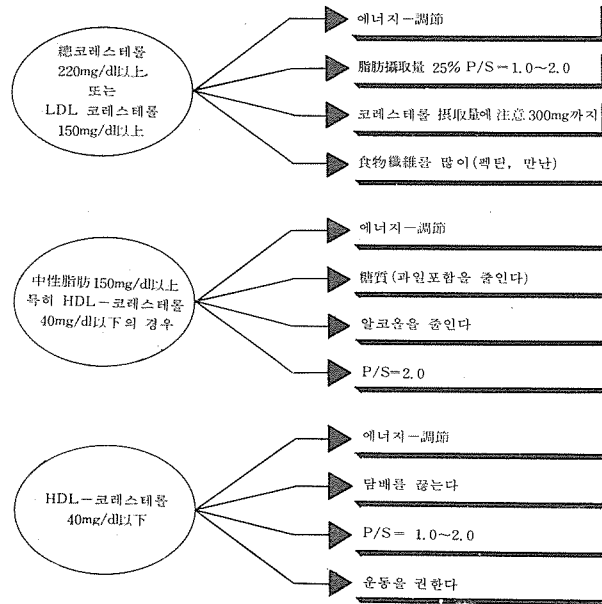 總코레스테롤
220mg/dl以上
또는
LDL 코레스테롤
150mg/dl以上
에너지-調節
脂肪攝取量 25% P/S=1.0~2.0
코레스테롤 摂取量에 注意 300mg까지
食物纖維를 많이(펙틴, 만난)
中性脂肪 150mg/dl以上
특히 HDL-코레스테롤
40mg/dl以下의 경우
에너지-調節
糖質(과일포함을 줄인다)
알코올을 줄인다
P/S=2.0
HDL-코레스테롤
40mg/dl以下
에너지-調節
담배를 끊는다
P/S= 1.0~2.0
운동을 권한다